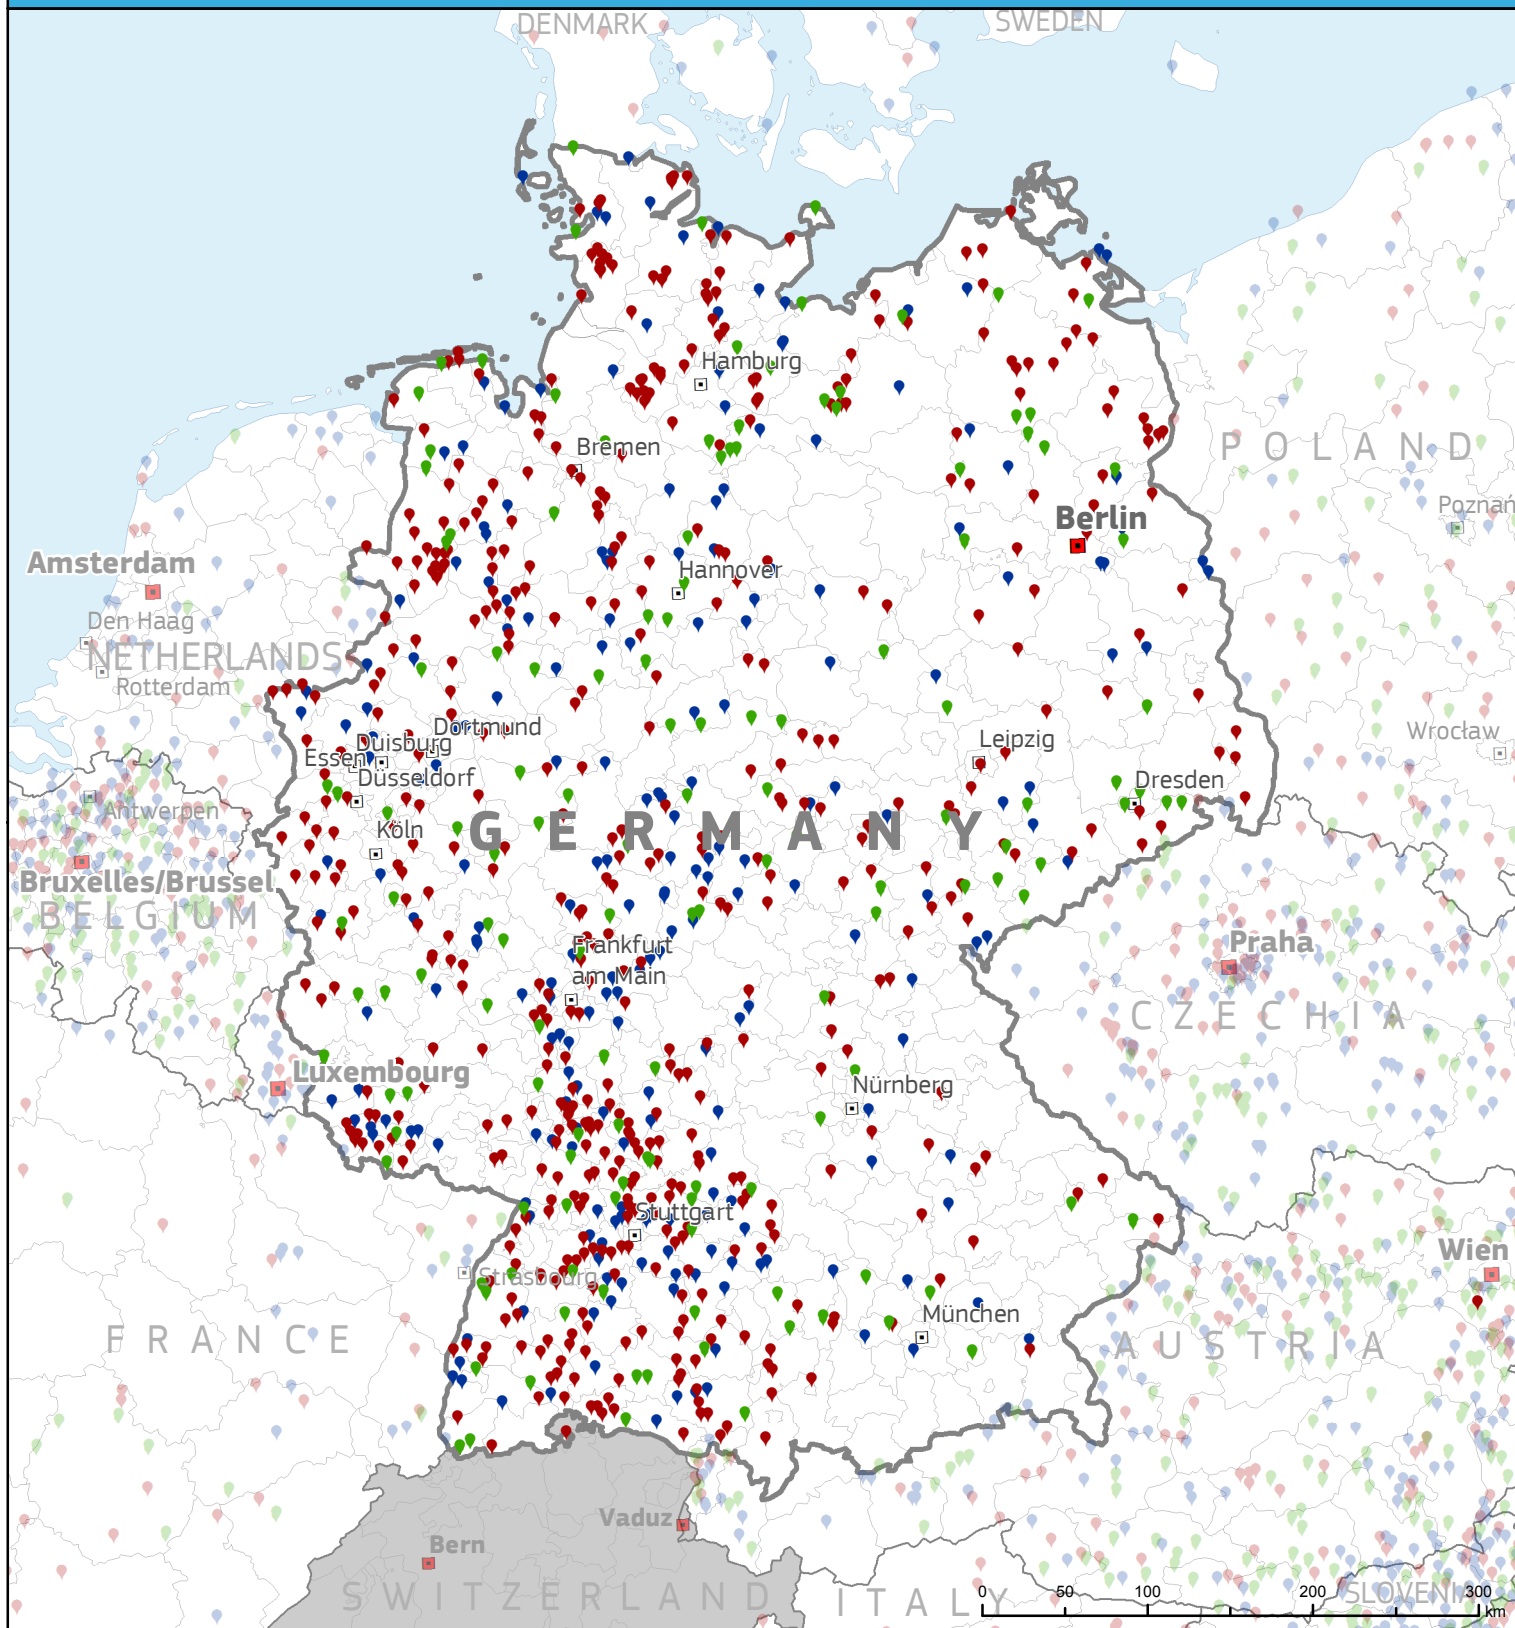 DENMARK
SWEDEN
Hamburg
POLAND
Bremen
Poznań
Berlin
Amsterdam
Hannover
Den Haag
NETHERLANDS
Rotterdam
Dortmund
Wrocław
Duisburg
Leipzig
Essen
Düsseldorf
Dresden
Antwerpen
Köln
GERMANY
Bruxelles/Brussel
BELGIUM
Frankfurt
am Main
Praha
CZECHIA
Luxembourg
Nürnberg
Stuttgart
Wien
Strasbourg
München
FRANCE
AUSTRIA
Vaduz
Bern
SWITZERLAND
ITALY
SLOVENIA
0 50 100 200 300
km